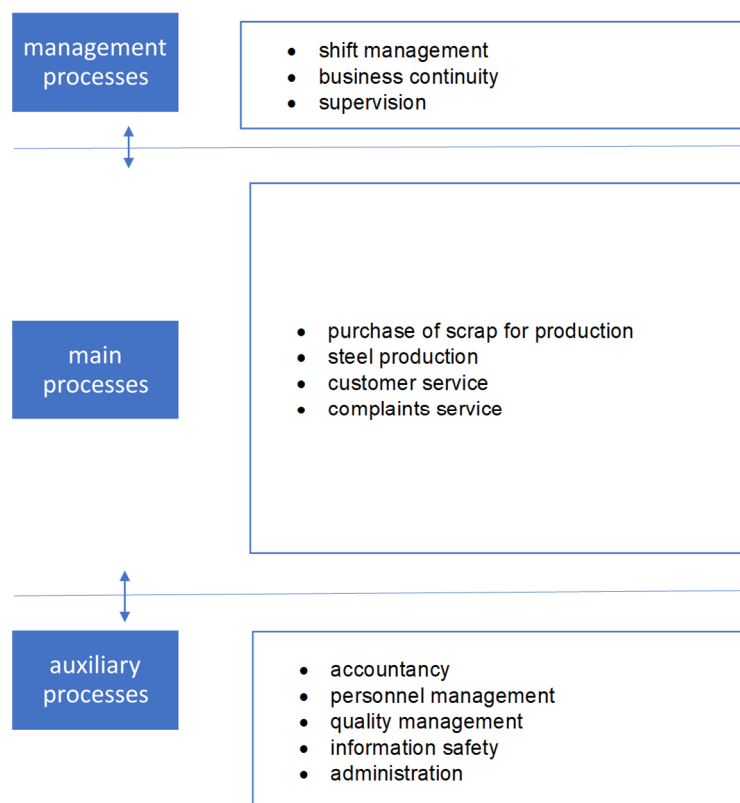 management
processes
• shift management
• business continuity
• supervision
main
processes
• purchase of scrap for production
• steel production
• customer service
• complaints service
auxiliary
processes
• accountancy
• personnel management
• quality management
• information safety
• administration